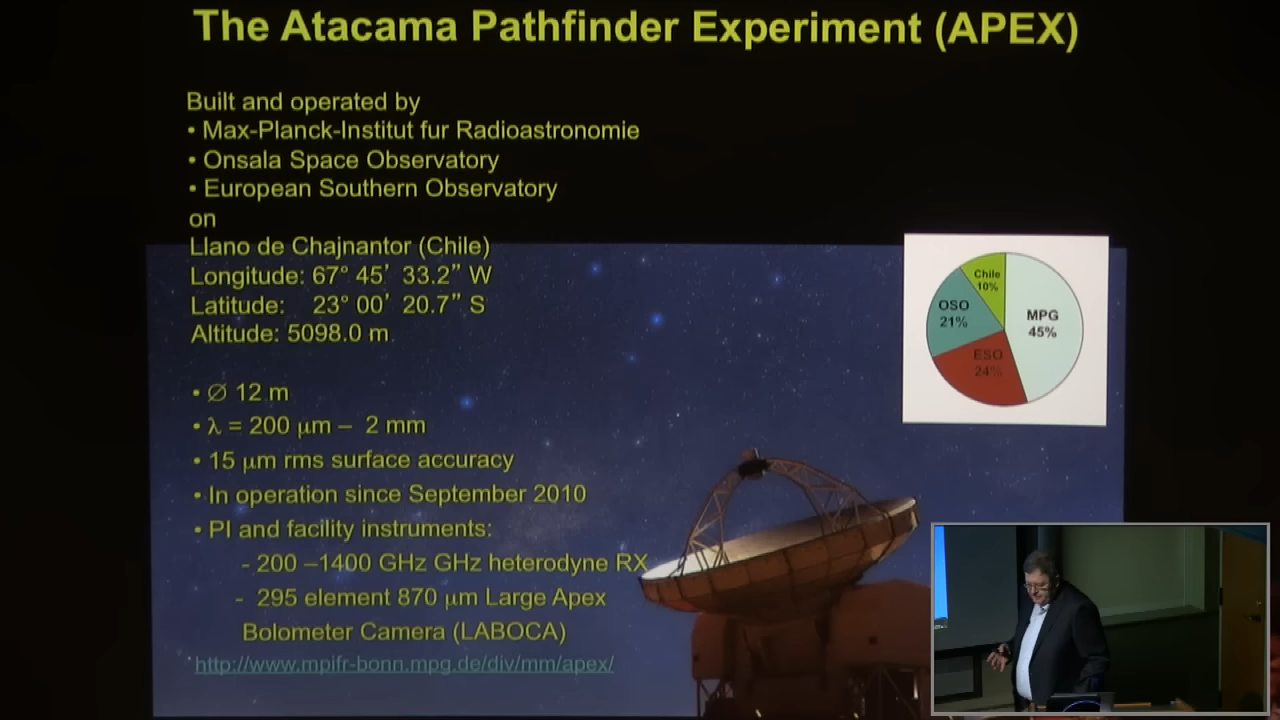 The Atacama Pathfinder Experiment (APEX)
Built and operated by
• Max-Planck-Institut fur Radioastronomie
• Onsala Space Observatory
• European Southern Observatory
on
Llano de Chajnantor (Chile)
Longitude: 67° 45’ 33.2” W
Latitude: 23° 00’ 20.7” S
Altitude: 5098.0 m
• Ø 12 m
• λ = 200 μm – 2 mm
• 15 μm rms surface accuracy
• In operation since September 2010
• PI and facility instruments:
- 200 –1400 GHz GHz heterodyne RX
- 295 element 870 μm Large Apex
Bolometer Camera (LABOCA)
http://www.mpifr-bonn.mpg.de/div/mm/apex/
Chile
10%
OSO
21%
MPG
45%
ESO
24%